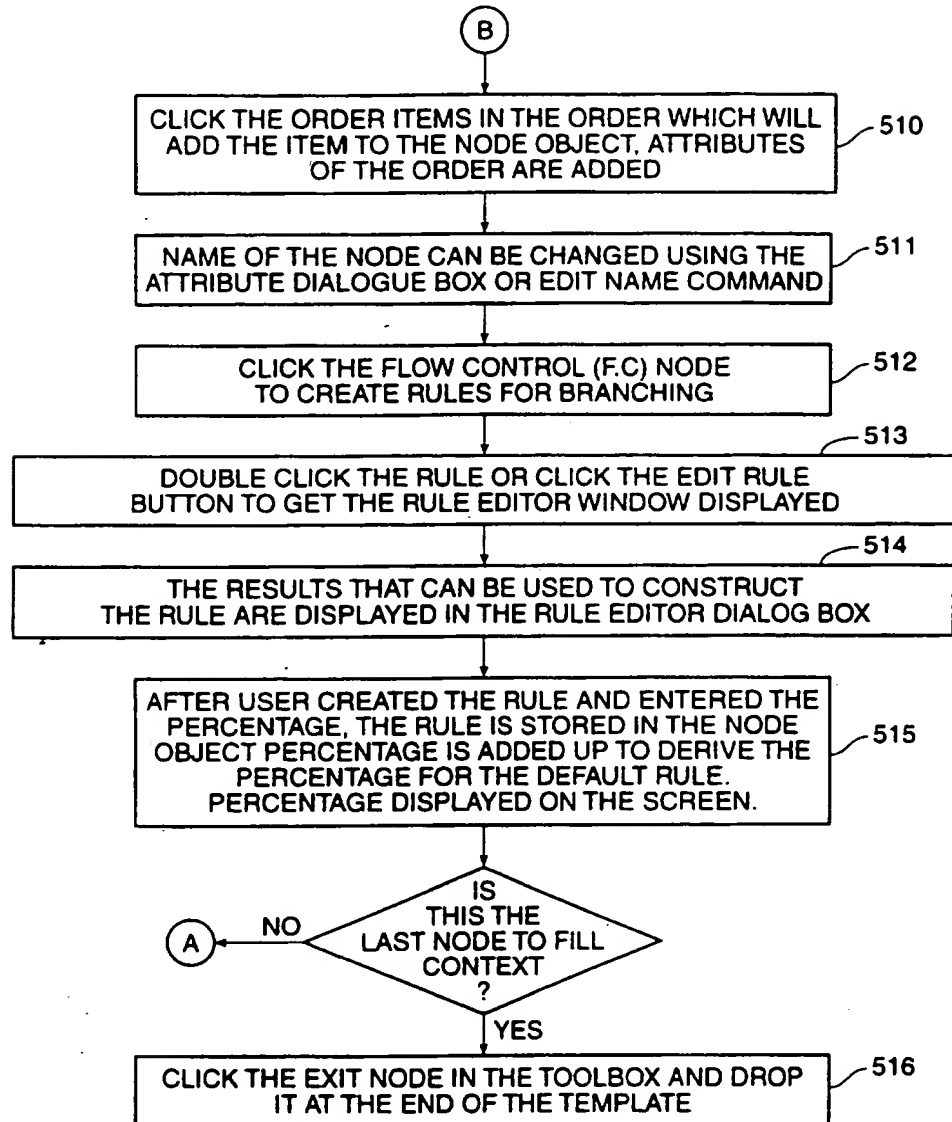 B
CLICK THE ORDER ITEMS IN THE ORDER WHICH WILL
ADD THE ITEM TO THE NODE OBJECT, ATTRIBUTES
OF THE ORDER ARE ADDED
510
NAME OF THE NODE CAN BE CHANGED USING THE
ATTRIBUTE DIALOGUE BOX OR EDIT NAME COMMAND
511
CLICK THE FLOW CONTROL (F.C) NODE
TO CREATE RULES FOR BRANCHING
512
513
DOUBLE CLICK THE RULE OR CLICK THE EDIT RULE
BUTTON TO GET THE RULE EDITOR WINDOW DISPLAYED
514
THE RESULTS THAT CAN BE USED TO CONSTRUCT
THE RULE ARE DISPLAYED IN THE RULE EDITOR DIALOG BOX
AFTER USER CREATED THE RULE AND ENTERED THE
PERCENTAGE, THE RULE IS STORED IN THE NODE
OBJECT PERCENTAGE IS ADDED UP TO DERIVE THE
PERCENTAGE FOR THE DEFAULT RULE.
PERCENTAGE DISPLAYED ON THE SCREEN.
515
IS
THIS THE
LAST NODE TO FILL
CONTEXT
?
NO
A
YES
CLICK THE EXIT NODE IN THE TOOLBOX AND DROP
IT AT THE END OF THE TEMPLATE
516